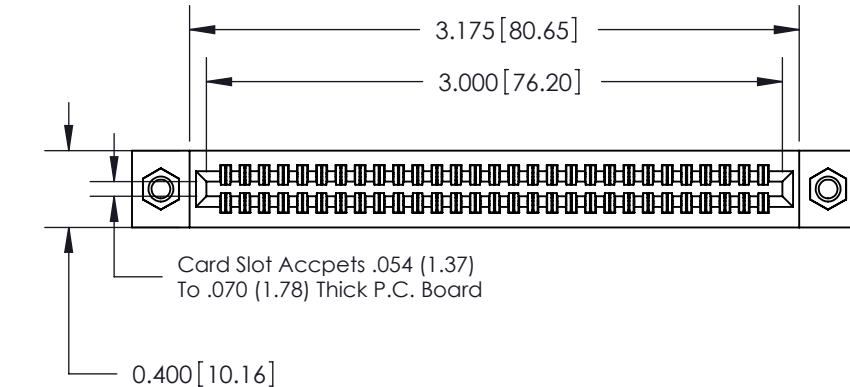 3.175[80.65]
3.000[76.20]
Card Slot Accpets .054 (1.37)
To .070 (1.78) Thick P.C. Board
0.400[10.16]